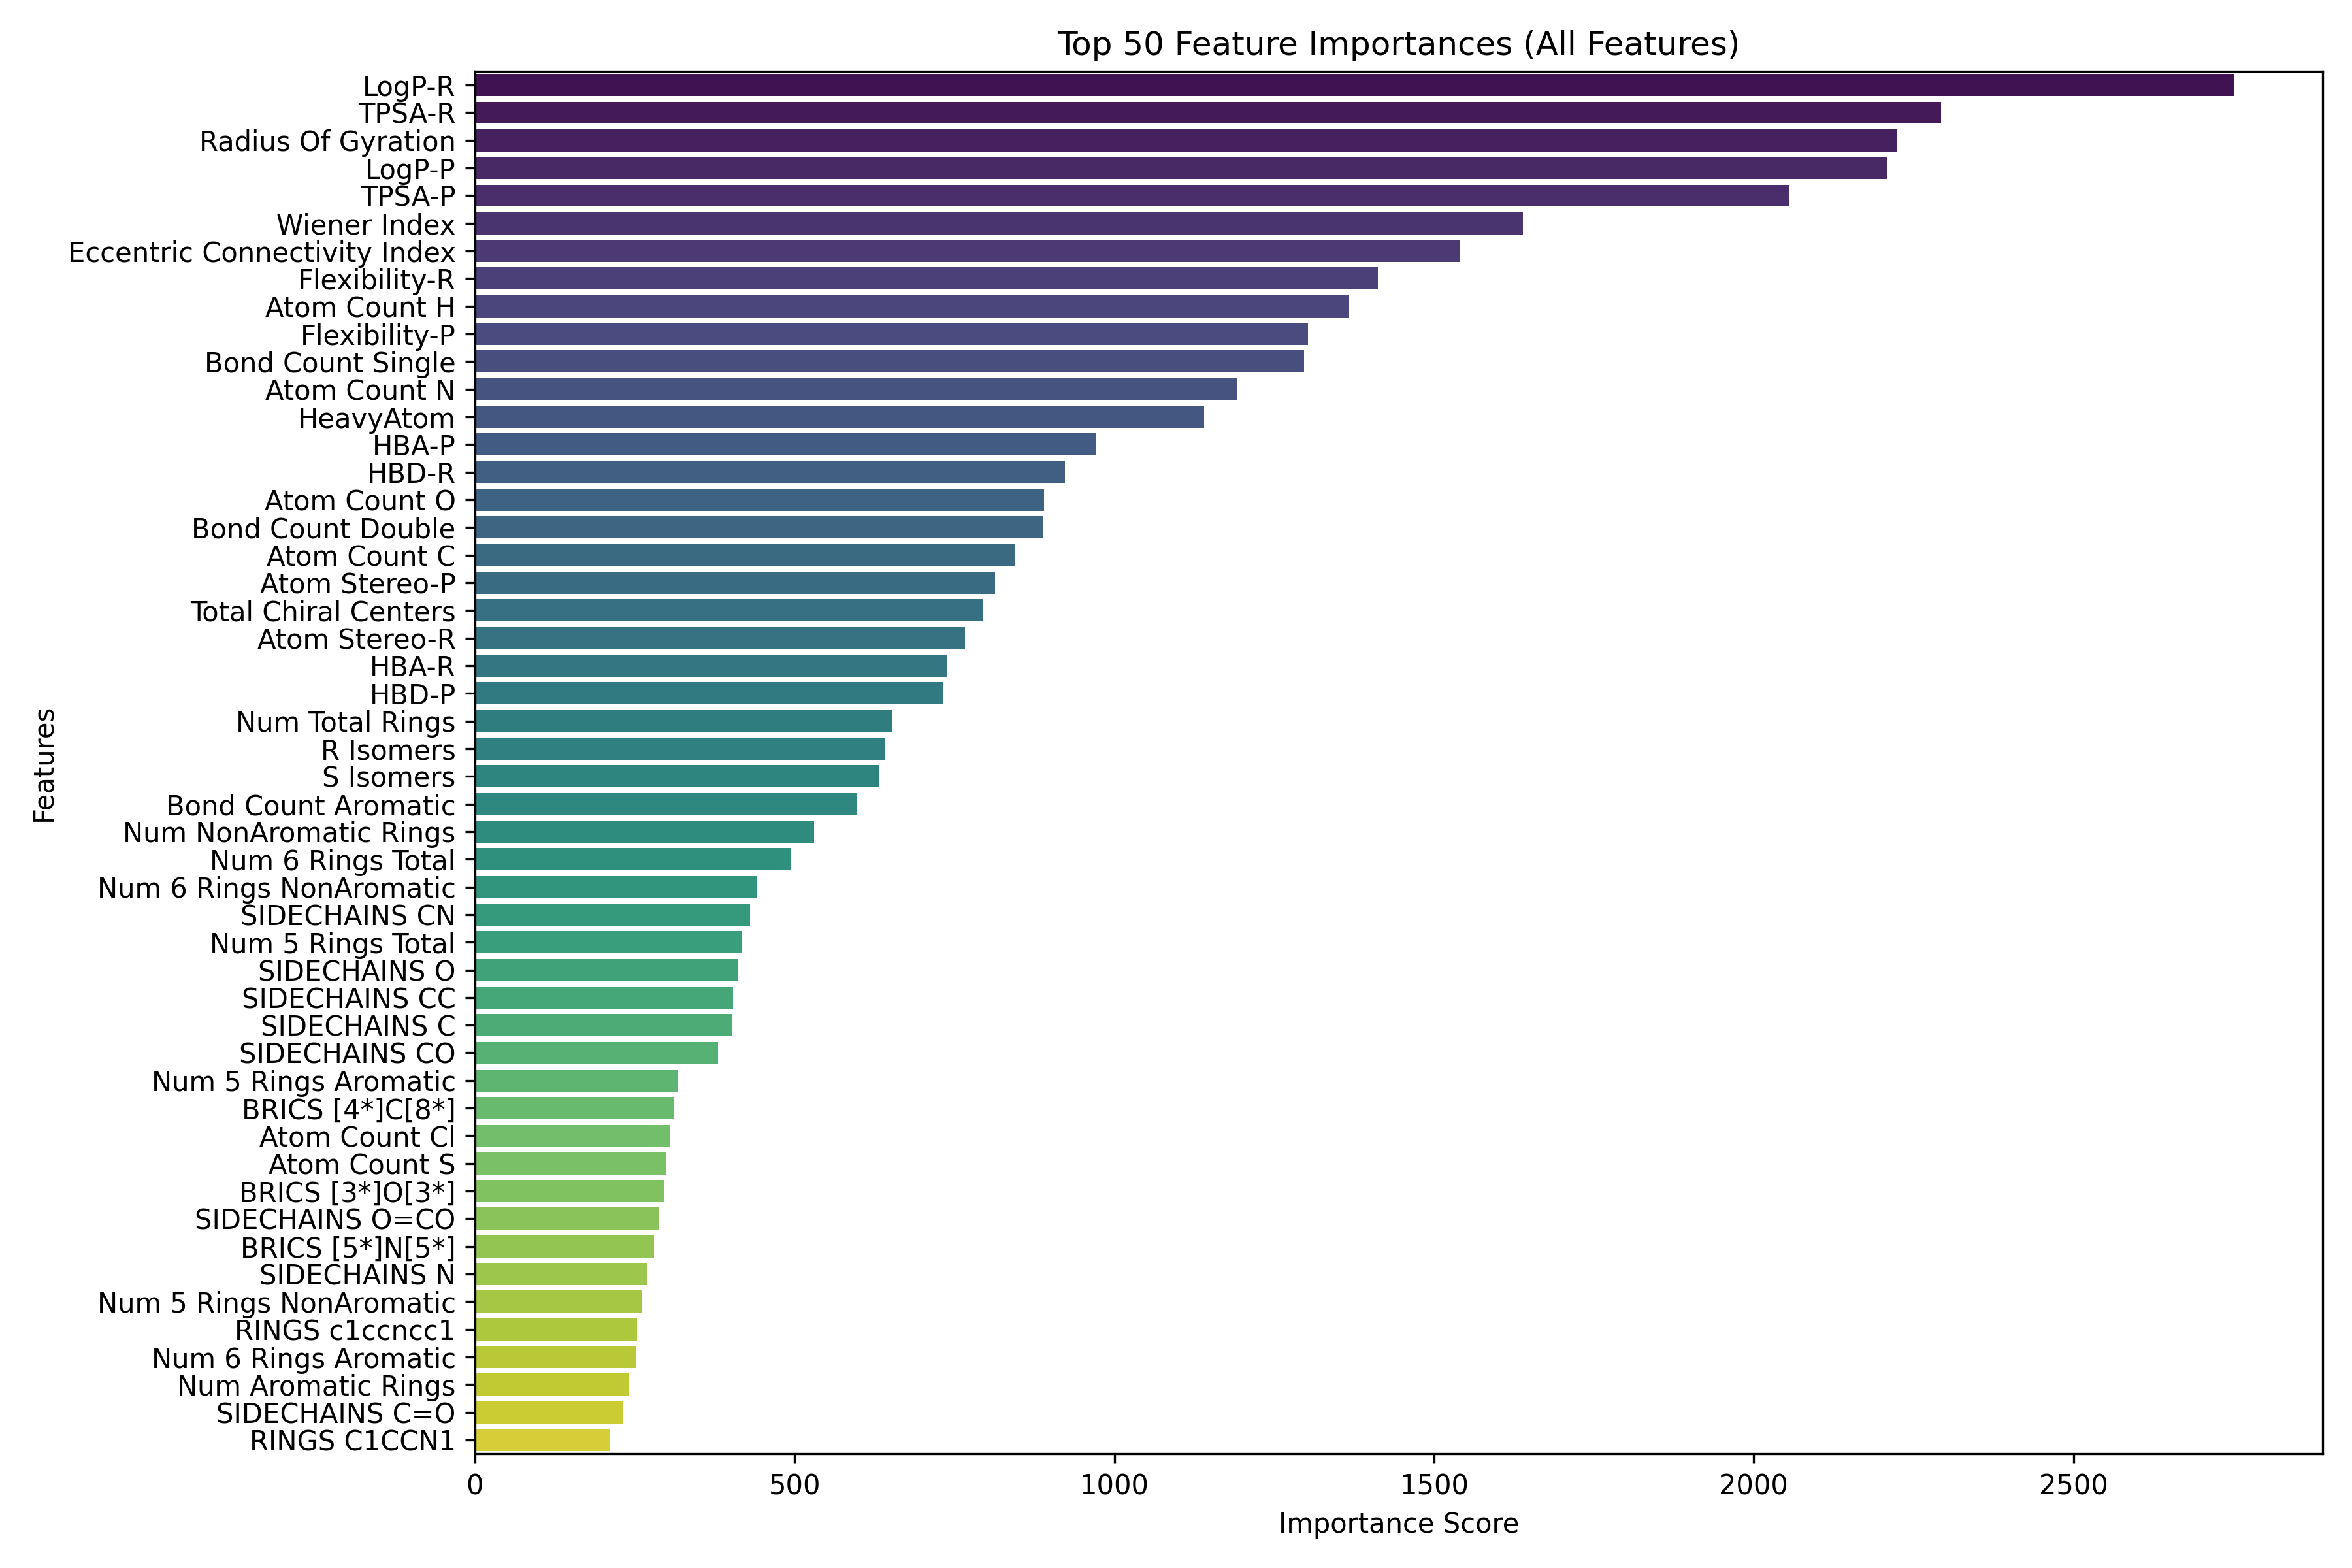 Top 50 Feature Importances (All Features)
LogP-R
TPSA-R
Radius Of Gyration
LogP-P
TPSA-P
Wiener Index
Eccentric Connectivity Index
Flexibility-R
Atom Count H
Flexibility-P
Bond Count Single
Atom Count N
HeavyAtom
HBA-P
HBD-R
Atom Count O
Bond Count Double
Atom Count C
Atom Stereo-P
Total Chiral Centers
Atom Stereo-R
HBA-R
HBD-P
Num Total Rings
R Isomers
S Isomers
Bond Count Aromatic
Num NonAromatic Rings
Num 6 Rings Total
Num 6 Rings NonAromatic
SIDECHAINS CN
Num 5 Rings Total
SIDECHAINS O
SIDECHAINS CC
SIDECHAINS C
SIDECHAINS CO
Num 5 Rings Aromatic
BRICS [4*]C[8*]
Atom Count Cl
Atom Count S
BRICS [3*]O[3*]
SIDECHAINS O=CO
BRICS [5*]N[5*]
SIDECHAINS N
Num 5 Rings NonAromatic
RINGS c1ccncc1
Num 6 Rings Aromatic
Num Aromatic Rings
SIDECHAINS C=O
RINGS C1CCN1
Features
0 500 1000 1500 2000 2500
Importance Score